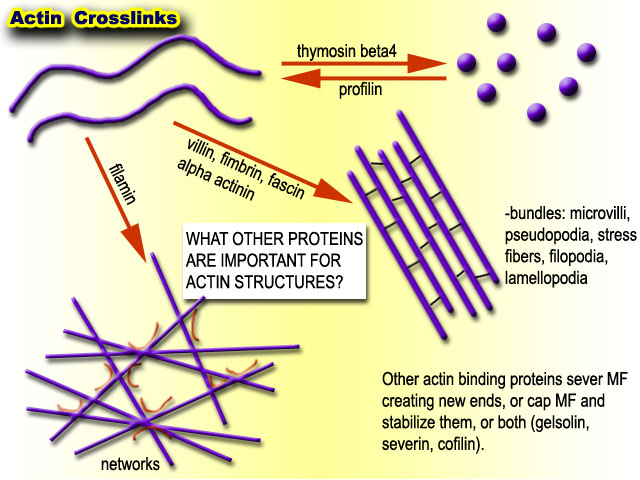 Actin Crosslinks
thymosin beta4
profilin
filamin
villin, fimbrin, fascin
alpha actinin
WHAT OTHER PROTEINS
ARE IMPORTANT FOR
ACTIN STRUCTURES?
-bundles: microvilli,
pseudopodia, stress
fibers, filopodia,
lamellopodia
Other actin binding proteins sever MF
creating new ends, or cap MF and
stabilize them, or both (gelsolin,
severin, cofilin).
networks